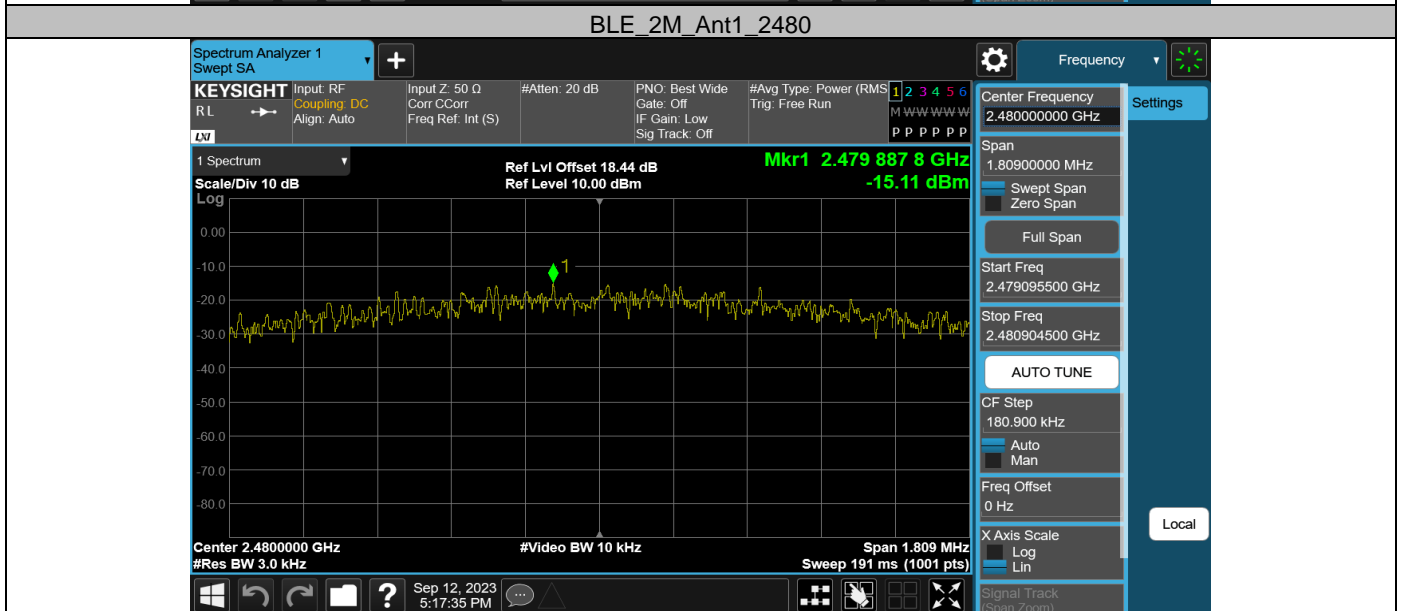 BLE_2M_Ant1_2480
Spectrum Analyzer 1
Swept SA
+
Frequency
KEYSIGHT
RL
LXI
Input: RF
Coupling: DC
Align: Auto
Input Z: 50 Ω
Corr CCorr
Freq Ref: Int (S)
#Atten: 20 dB
PNO: Best Wide
Gate: Off
IF Gain: Low
Sig Track: Off
#Avg Type: Power (RMS
Trig: Free Run
1 2 3 4 5 6
M W W W W W
P P P P P P
1 Spectrum
Scale/Div 10 dB
Log
Ref Lvl Offset 18.44 dB
Ref Level 10.00 dBm
Mkr1 2.479 887 8 GHz
-15.11 dBm
0.00
-10.0
-20.0
-30.0
-40.0
-50.0
-60.0
-70.0
-80.0
1
Center 2.4800000 GHz
#Res BW 3.0 kHz
#Video BW 10 kHz
Span 1.809 MHz
Sweep 191 ms (1001 pts)
Center Frequency
2.480000000 GHz
Span
1.80900000 MHz
Swept Span
Zero Span
Full Span
Start Freq
2.479095500 GHz
Stop Freq
2.480904500 GHz
AUTO TUNE
CF Step
180.900 kHz
Auto
Man
Freq Offset
0 Hz
X Axis Scale
Log
Lin
Signal Track
(Span Zoom)
Settings
Local
?
Sep 12, 2023
5:17:35 PM